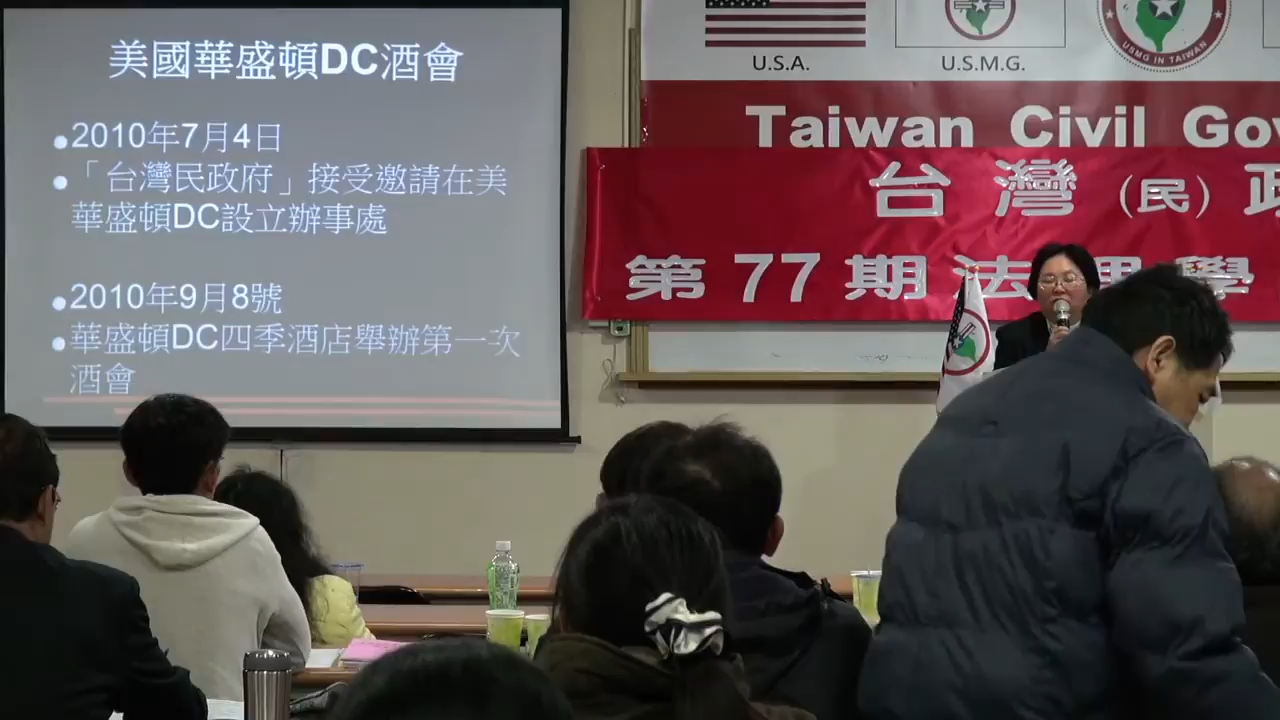 美國華盛頓DC酒會
●2010年7月4日
●「台灣民政府」接受邀請在美
華盛頓DC設立辦事處
●2010年9月8號
●華盛頓DC四季酒店舉辦第一次
酒會
U.S.A.
U.S.M.G.
USMG IN TAIWAN
Taiwan Civil Gov
台灣（民）政
第77期法理學